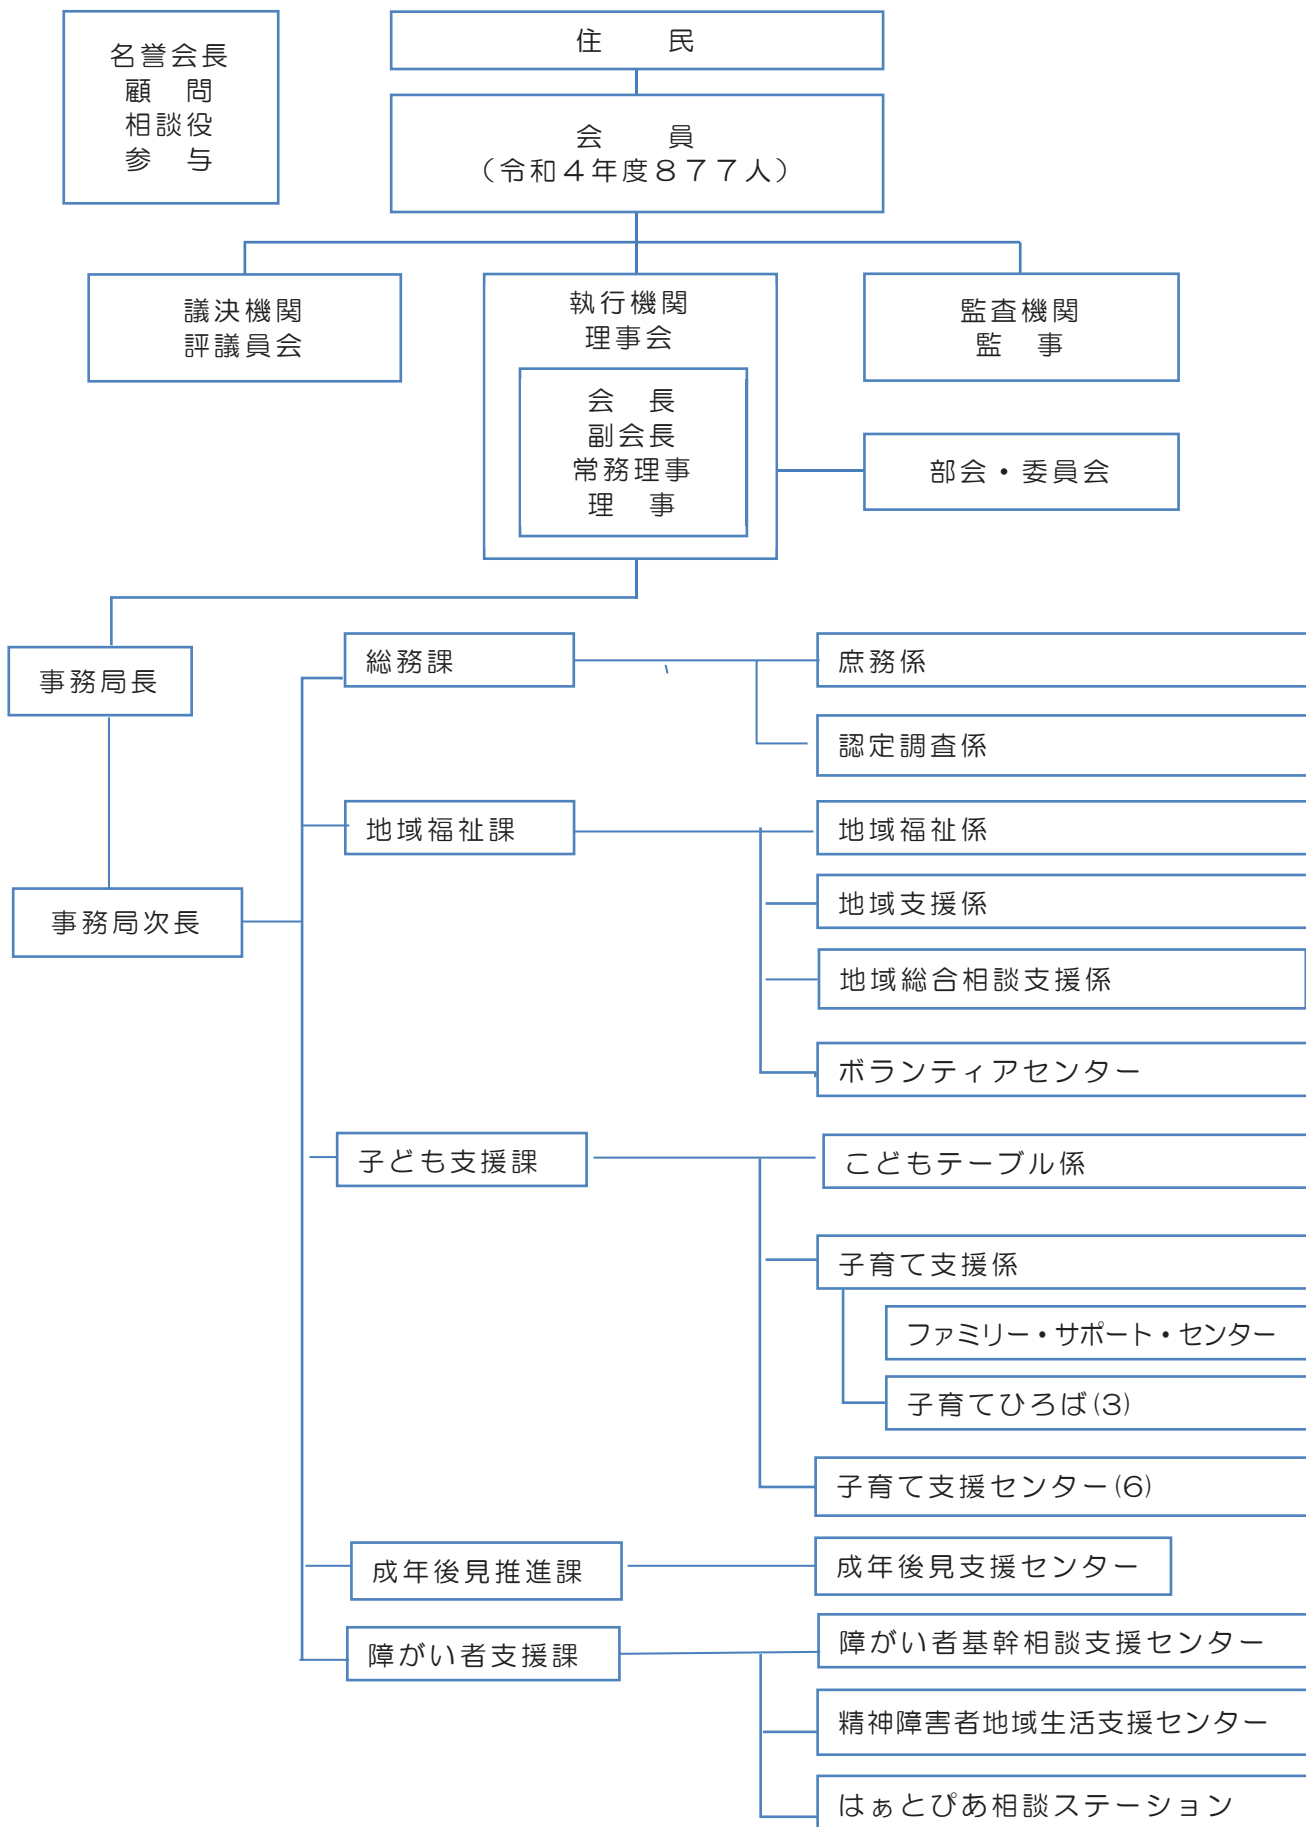 名誉会長
顧　問
相談役
参　与
住　　民
会　　員
（令和４年度８７７人）
議決機関
評議員会
執行機関
理事会
会　長
副会長
常務理事
理　事
監査機関
監　事
部会・委員会
事務局長
事務局次長
総務課
庶務係
認定調査係
地域福祉課
地域福祉係
地域支援係
地域総合相談支援係
ボランティアセンター
子ども支援課
こどもテーブル係
子育て支援係
ファミリー・サポート・センター
子育てひろば(3)
子育て支援センター(6)
成年後見推進課
成年後見支援センター
障がい者支援課
障がい者基幹相談支援センター
精神障害者地域生活支援センター
はぁとぴあ相談ステーション